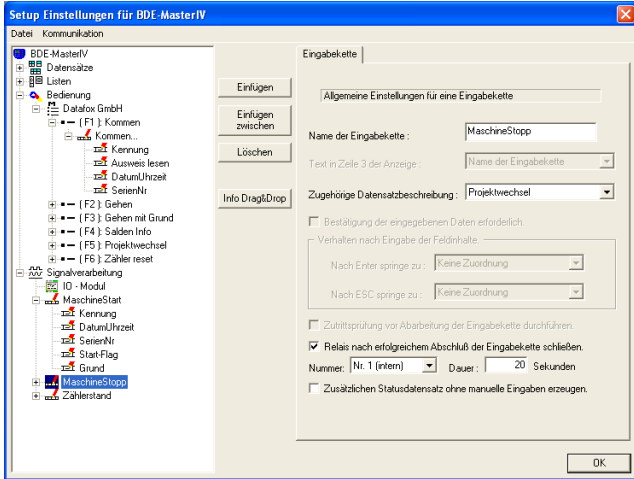 Setup Einstellungen für BDE-MasterIV
Datei Kommunikation
BDE-MasterIV
Datensätze
Listen
Bedienung
Datafox GmbH
( F1 ): Kommen
Kommen...
Kennung
Ausweis lesen
DatumUhrzeit
SerienNr
( F2 ): Gehen
( F3 ): Gehen mit Grund
( F4 ): Salden Info
( F5 ): Projektwechsel
( F6 ): Zähler reset
Signalverarbeitung
IO - Modul
MaschineStart
Kennung
DatumUhrzeit
SerienNr
Start-Flag
Grund
MaschineStopp
Zählerstand
Einfügen
Einfügen
zwischen
Löschen
Info Drag&Drop
Eingabekette
Allgemeine Einstellungen für eine Eingabekette
Name der Eingabekette : MaschineStopp
Text in Zeile 3 der Anzeige : Name der Eingabekette
Zugehörige Datensatzbeschreibung : Projektwechsel
Bestätigung der eingegebenen Daten erforderlich.
Verhalten nach Eingabe der Feldinhalte.
Nach Enter springe zu : Keine Zuordnung
Nach ESC springe zu : Keine Zuordnung
Zutrittsprüfung vor Abarbeitung der Eingabekette durchführen.
Relais nach erfolgreichem Abschluß der Eingabekette schließen.
Nummer: Nr. 1 (intern) Dauer : 20 Sekunden
Zusätzlichen Statusdatensatz ohne manuelle Eingaben erzeugen.
OK